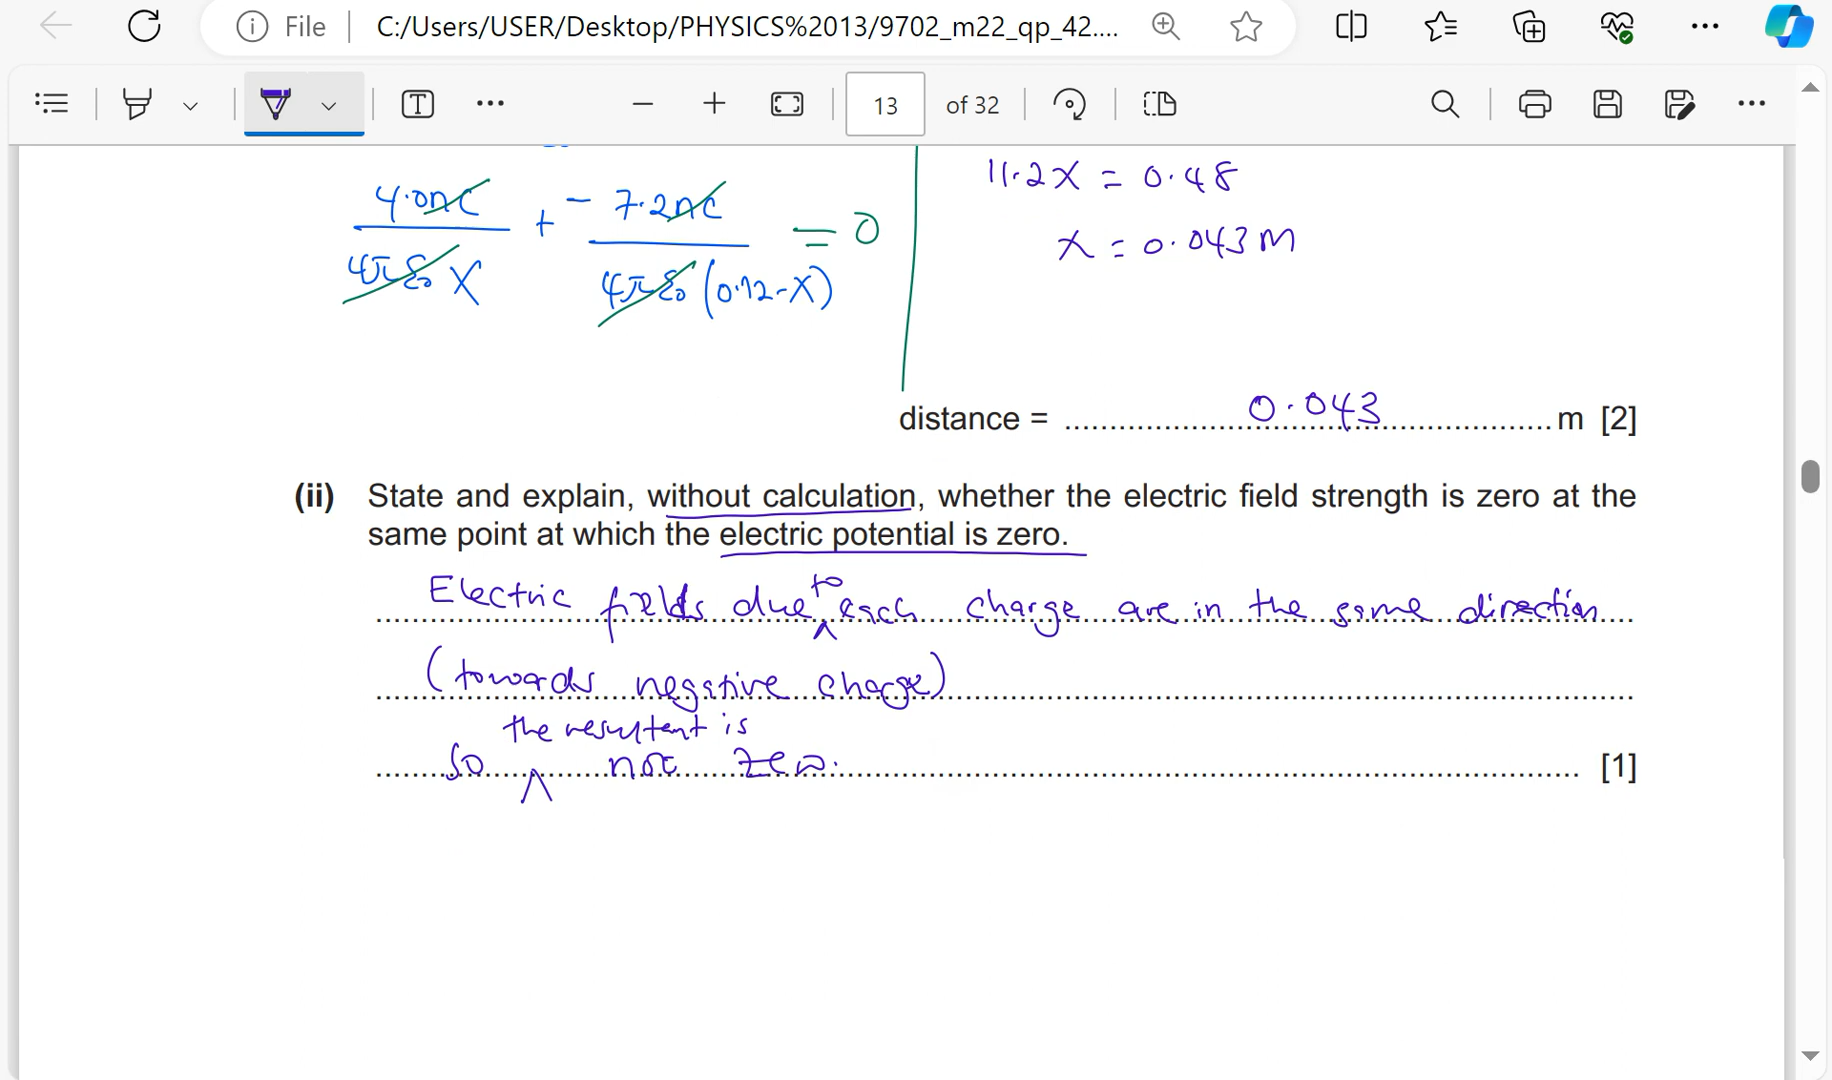 File C:/Users/USER/Desktop/PHYSICS%2013/9702_m22_qp_42....
13 of 32
4.0nC / 4πε₀ X + - 7.2nC / 4πε₀ (0.12-X) = 0
11.2X = 0.48
X = 0.043 M
distance = 0.043 m [2]
(ii) State and explain, without calculation, whether the electric field strength is zero at the
same point at which the electric potential is zero.
Electric fields due to each charge are in the same direction
(towards negative charge)
So the resultant is not zero. [1]